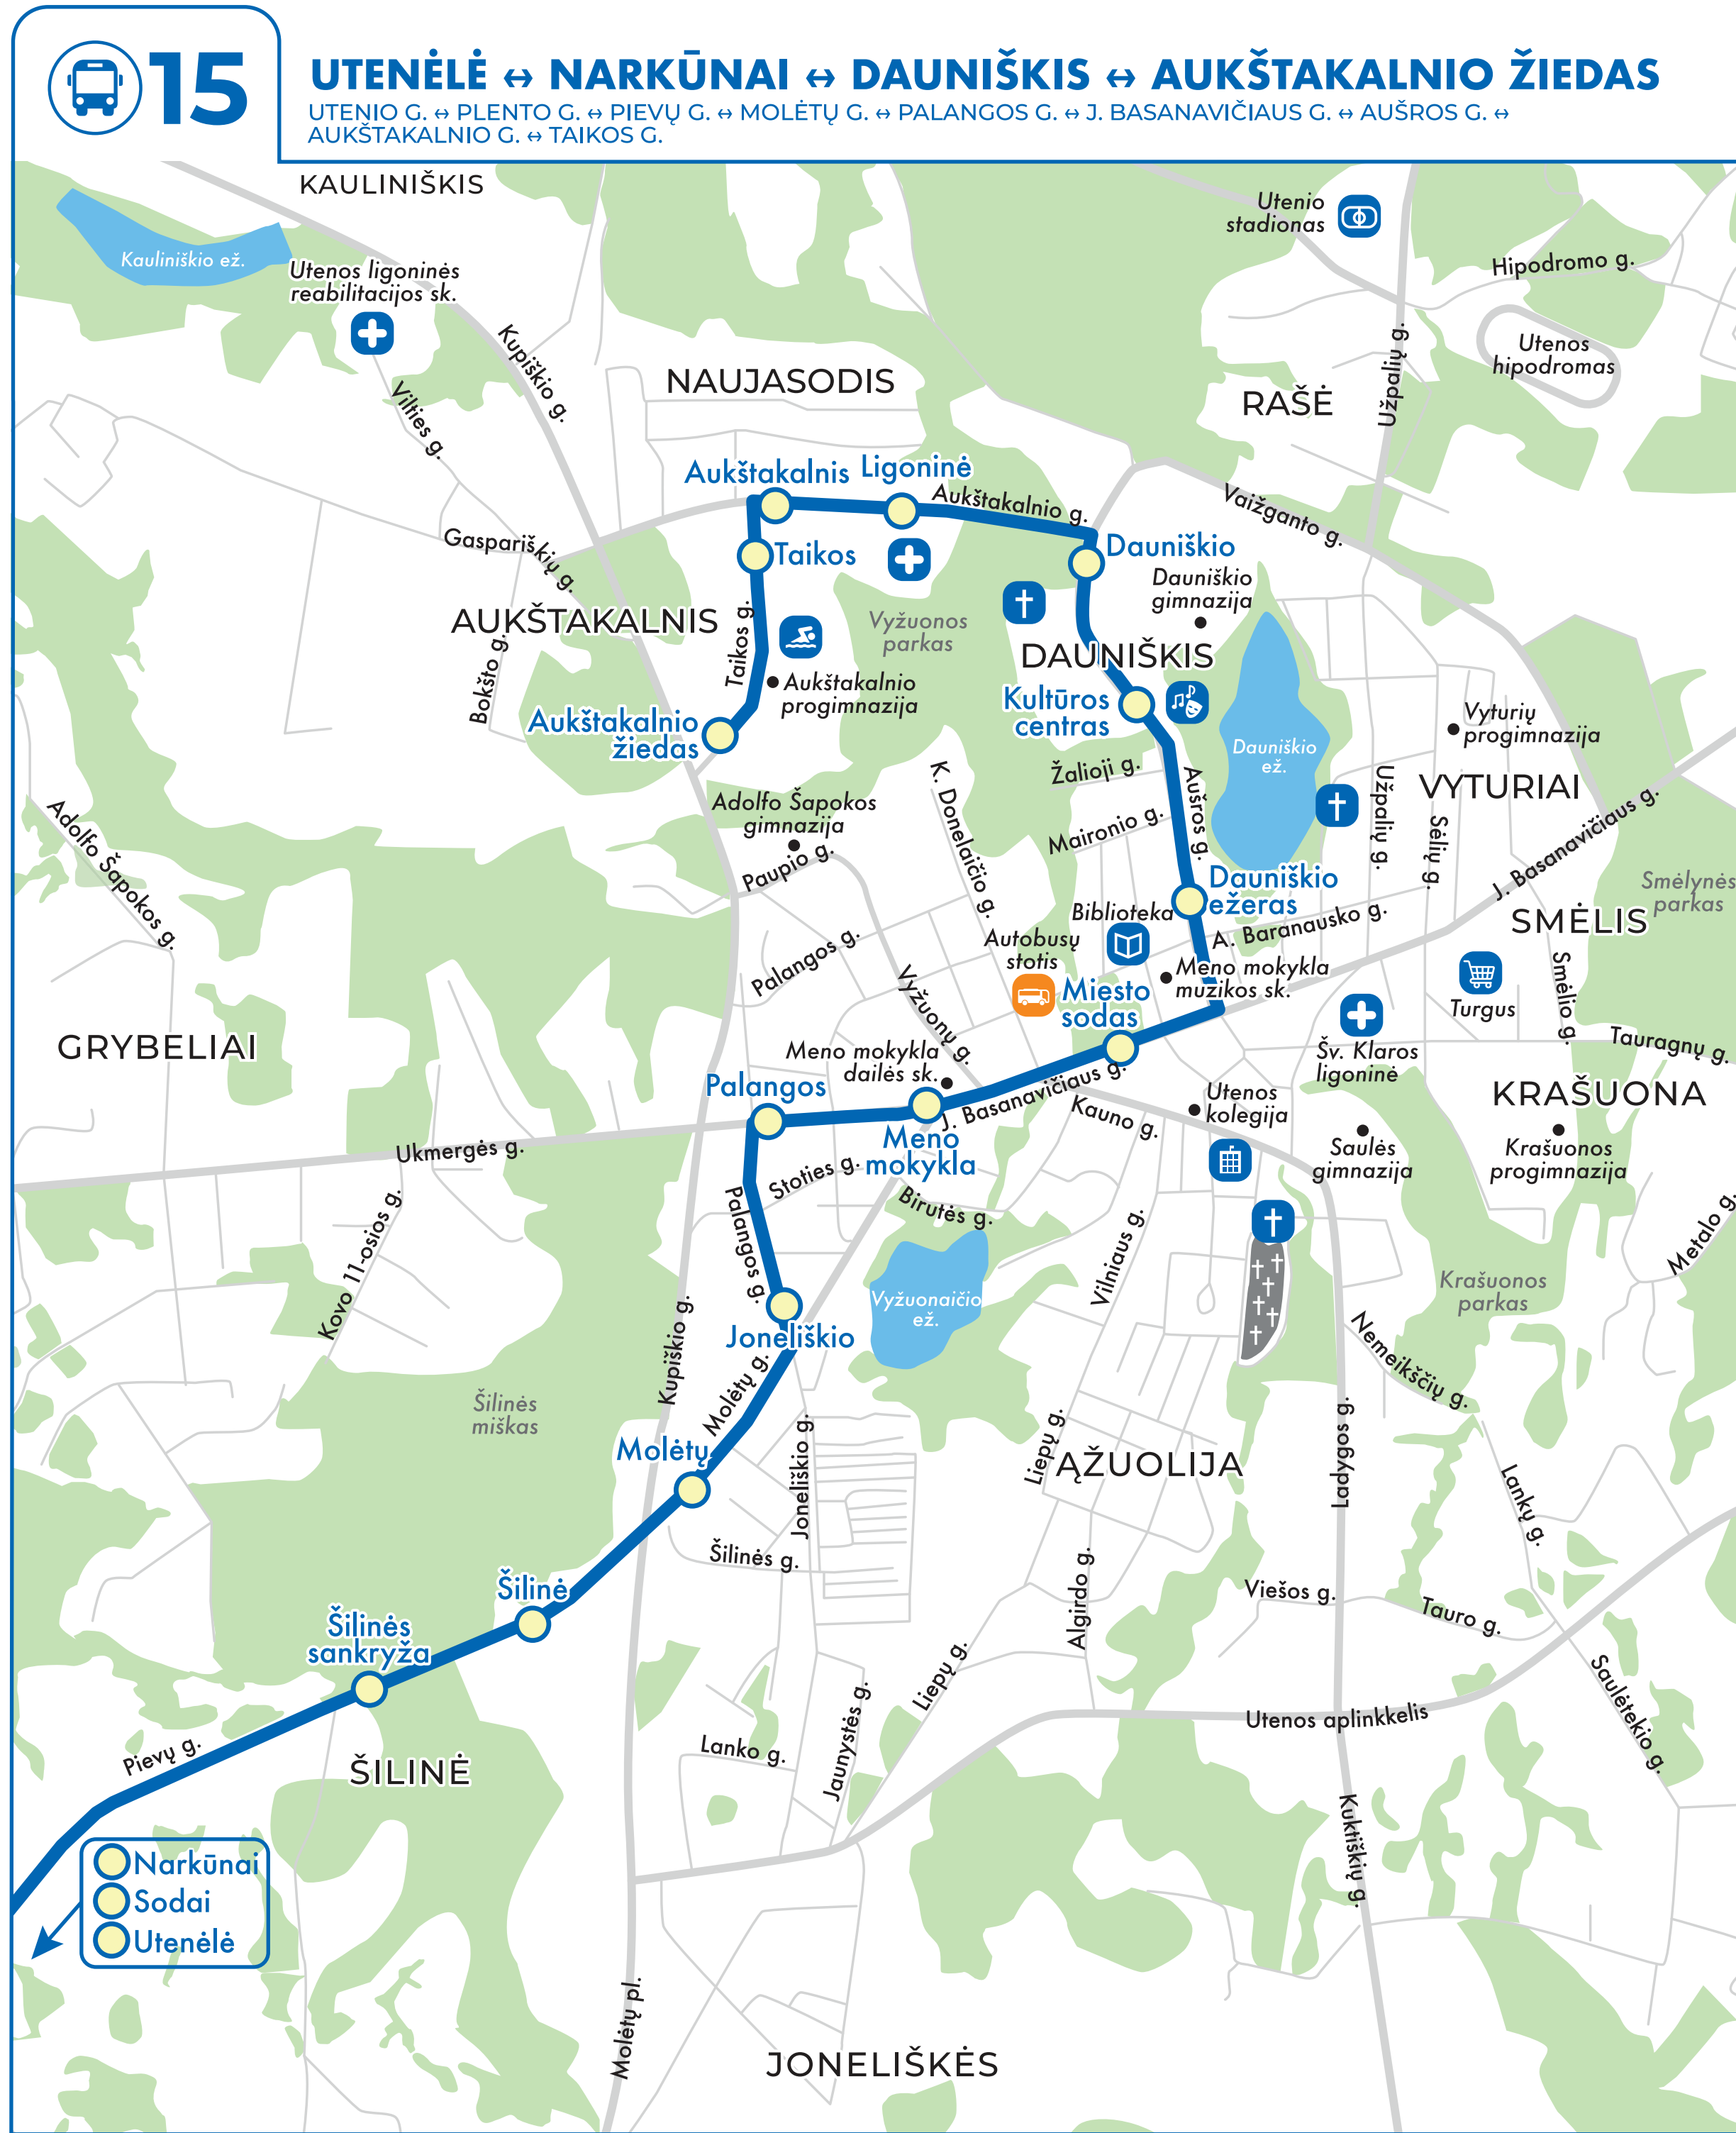 15
UTENĖLĖ ↔ NARKŪNAI ↔ DAUNIŠKIS ↔ AUKŠTAKALNIO ŽIEDAS
UTENIO G. ↔ PLENTO G. ↔ PIEVŲ G. ↔ MOLĖTŲ G. ↔ PALANGOS G. ↔ J. BASANAVIČIAUS G. ↔ AUŠROS G. ↔
AUKŠTAKALNIO G. ↔ TAIKOS G.
KAULINIŠKIS
Kauliniškio ež.
Utenos ligoninės
reabilitacijos sk.
Utenio
stadionas
Hipodromo g.
Utenos
hipodromas
Kupiškio g.
Vilties g.
NAUJASODIS
RAŠĖ
Užpalių g.
Aukštakalnis
Ligoninė
Aukštakalnio g.
Vaižganto g.
Gaspariškių g.
Taikos
Dauniškio
Dauniškio
gimnazija
AUKŠTAKALNIS
Taikos g.
Vyžuonos
parkas
DAUNIŠKIS
Bokšto g.
Aukštakalnio
progimnazija
Aukštakalnio
žiedas
Kultūros
centras
Vyturių
progimnazija
Dauniškio
ež.
Žalioji g.
K. Donelaičio g.
Aušros g.
Užpalių g.
VYTURIAI
Adolfo Šapokos g.
Adolfo Šapokos
gimnazija
Maironio g.
Sėlių g.
J. Basanavičiaus g.
Paupio g.
Dauniškio
ežeras
Smėlynės
parkas
Biblioteka
A. Baranausko g.
SMĖLIS
Palangos g.
Autobusų
stotis
Meno mokykla
muzikos sk.
Vyžuonų g.
Miesto
sodas
Turgus
Smėlio g.
GRYBELIAI
Meno mokykla
dailės sk.
Šv. Klaros
ligoninė
Tauragnų g.
Palangos
J. Basanavičiaus g.
Kauno g.
Utenos
kolegija
KRAŠUONA
Ukmergės g.
Meno
mokykla
Saulės
gimnazija
Krašuonos
progimnazija
Stoties g.
Palangos g.
Birutės g.
Kovo 11-osios g.
Vilniaus g.
Metalo g.
Vyžuonaičio
ež.
Krašuonos
parkas
Kupiškio g.
Joneliškio
Nemeikščių g.
Molėtų g.
Šilinės
miškas
Molėtų
Joneliškio g.
Liepų g.
ĄŽUOLIJA
Ladygos g.
Lankų g.
Šilinės g.
Šilinė
Algirdo g.
Viešos g.
Tauro g.
Šilinės
sankryža
Liepų g.
Saulėtekio g.
Pievų g.
ŠILINĖ
Lanko g.
Jaunystės g.
Utenos aplinkkelis
Kuktiškių g.
Narkūnai
Sodai
Utenėlė
Molėtų pl.
JONELIŠKĖS